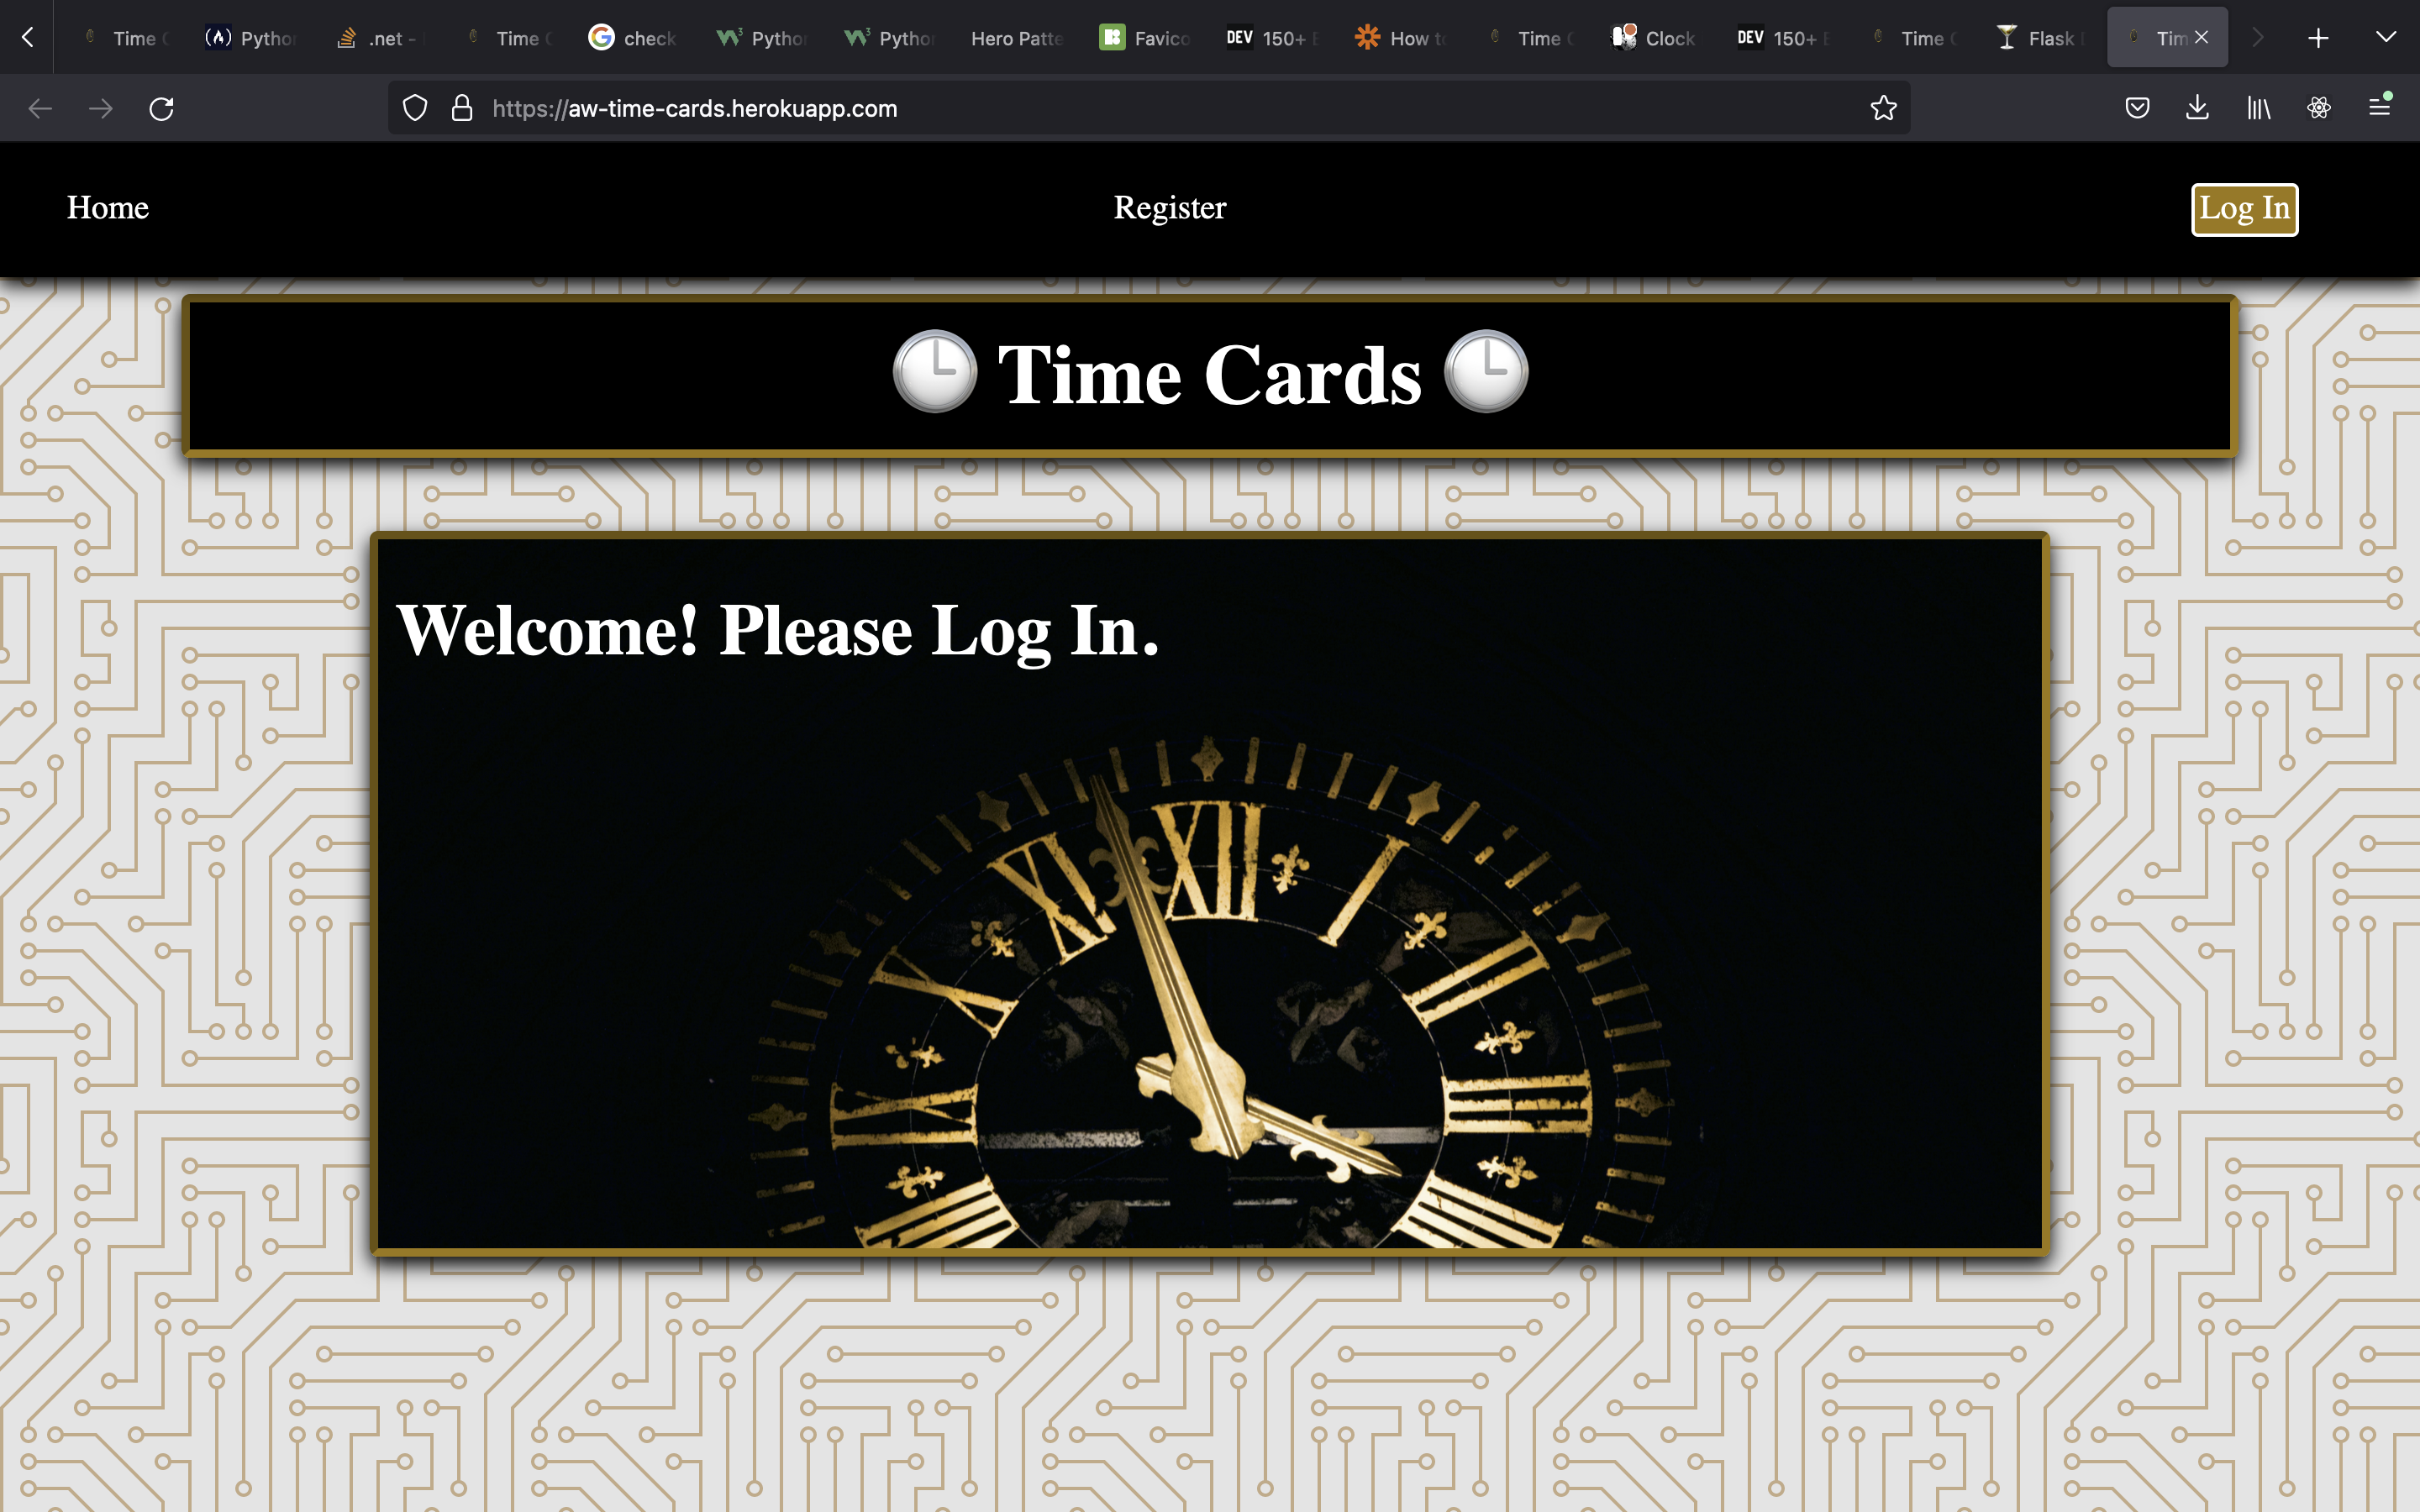 Time Pytho .net - Time check Pytho Pytho Hero Patte Favico DEV 150+ How to Time Clock DEV 150+ Time Flask Tim
https://aw-time-cards.herokuapp.com
Home Register Log In
Time Cards
Welcome! Please Log In.
XI XII I
X II
IX III